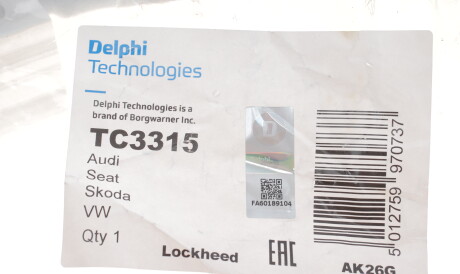 Delphi
Technologies
Delphi Technologies is a
brand of Borgwarner Inc.
TC3315
Audi
Seat
Skoda
VW
Qty 1
Lockheed
EAC
FA60199104
5 012759 970737
AK26G